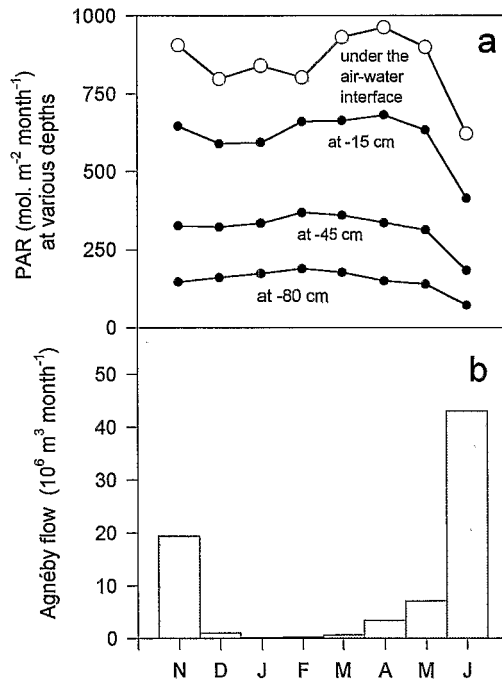 a
PAR (mol. m⁻² month⁻¹)
at various depths
1000
750
500
250
0
under the
air-water
interface
at -15 cm
at -45 cm
at -80 cm
b
Agnéby flow (10⁶ m³ month⁻¹)
50
40
30
20
10
0
N D J F M A M J